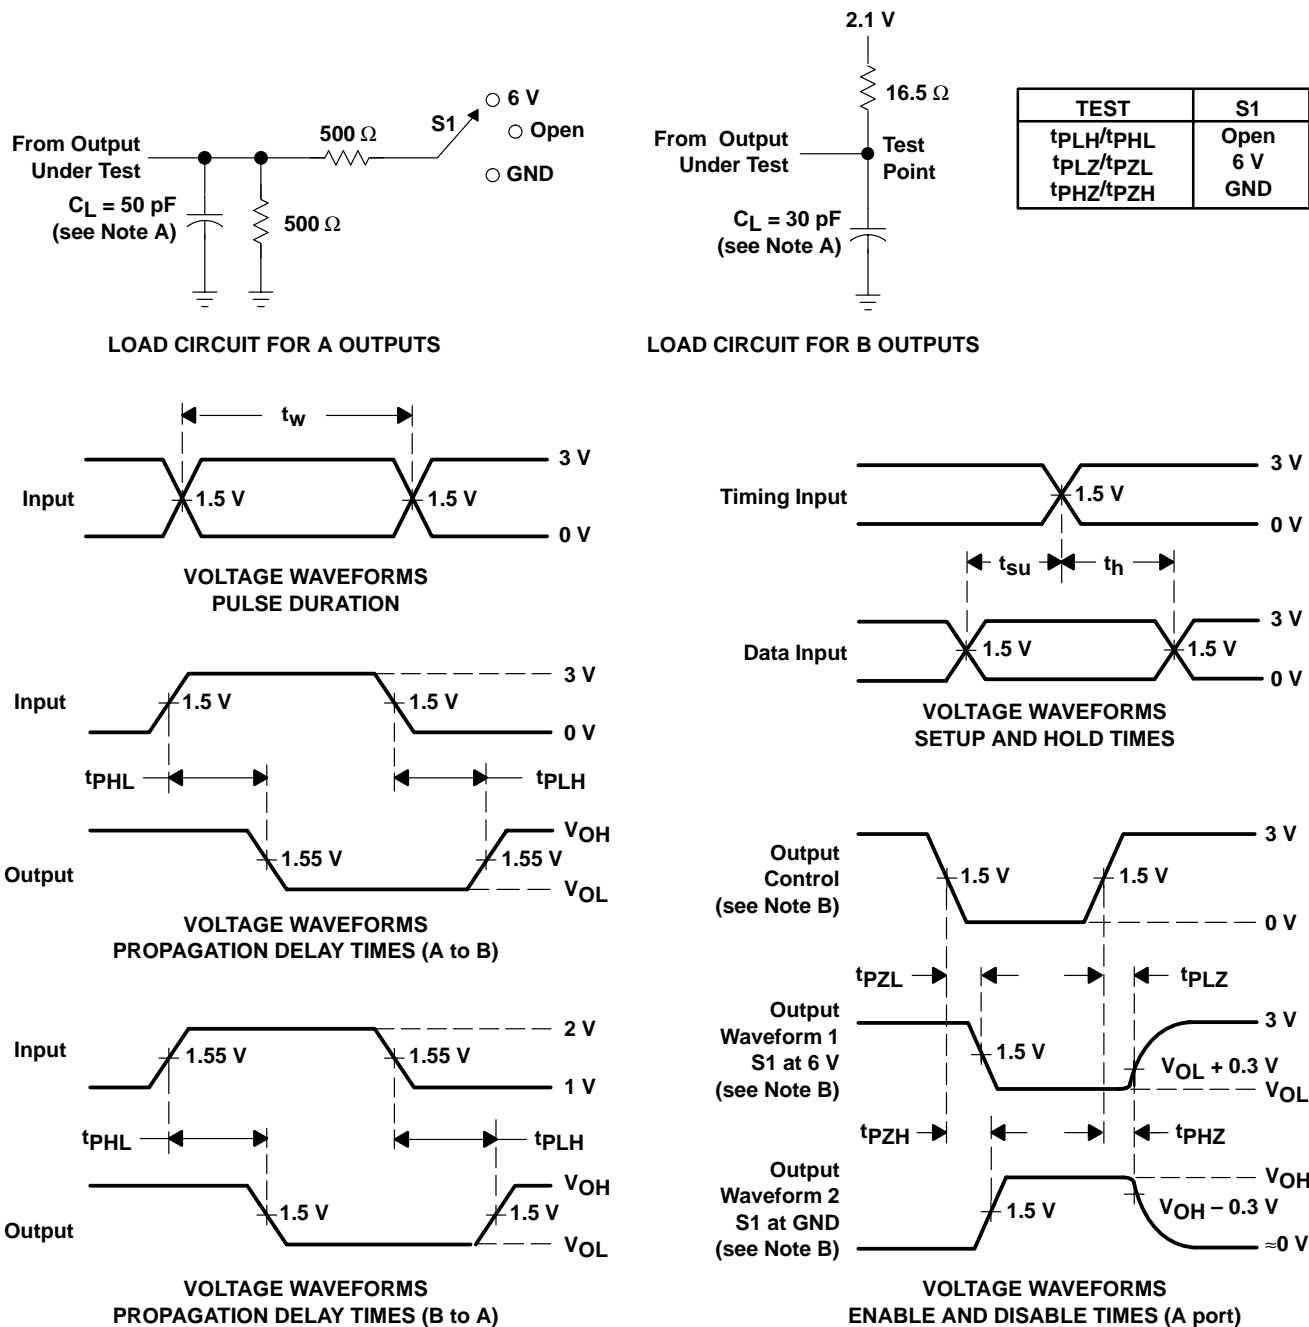 From Output
Under Test
C_L = 50 pF
(see Note A)
500 Ω
500 Ω
S1
6 V
Open
GND
LOAD CIRCUIT FOR A OUTPUTS
2.1 V
16.5 Ω
From Output
Under Test
Test
Point
C_L = 30 pF
(see Note A)
LOAD CIRCUIT FOR B OUTPUTS
TEST S1
tPLH/tPHL Open
tPLZ/tPZL 6 V
tPHZ/tPZH GND
tw
Input
1.5 V
1.5 V
3 V
0 V
VOLTAGE WAVEFORMS
PULSE DURATION
Timing Input
1.5 V
3 V
0 V
tsu
th
Data Input
1.5 V
1.5 V
3 V
0 V
VOLTAGE WAVEFORMS
SETUP AND HOLD TIMES
Input
1.5 V
1.5 V
3 V
0 V
tPHL
tPLH
Output
1.55 V
1.55 V
VOH
VOL
VOLTAGE WAVEFORMS
PROPAGATION DELAY TIMES (A to B)
Input
1.55 V
1.55 V
2 V
1 V
tPHL
tPLH
Output
1.5 V
1.5 V
VOH
VOL
VOLTAGE WAVEFORMS
PROPAGATION DELAY TIMES (B to A)
Output
Control
(see Note B)
1.5 V
1.5 V
3 V
0 V
tPZL
tPLZ
Output
Waveform 1
S1 at 6 V
(see Note B)
1.5 V
3 V
VOL + 0.3 V
VOL
tPZH
tPHZ
Output
Waveform 2
S1 at GND
(see Note B)
1.5 V
VOH
VOH – 0.3 V
≈0 V
VOLTAGE WAVEFORMS
ENABLE AND DISABLE TIMES (A port)